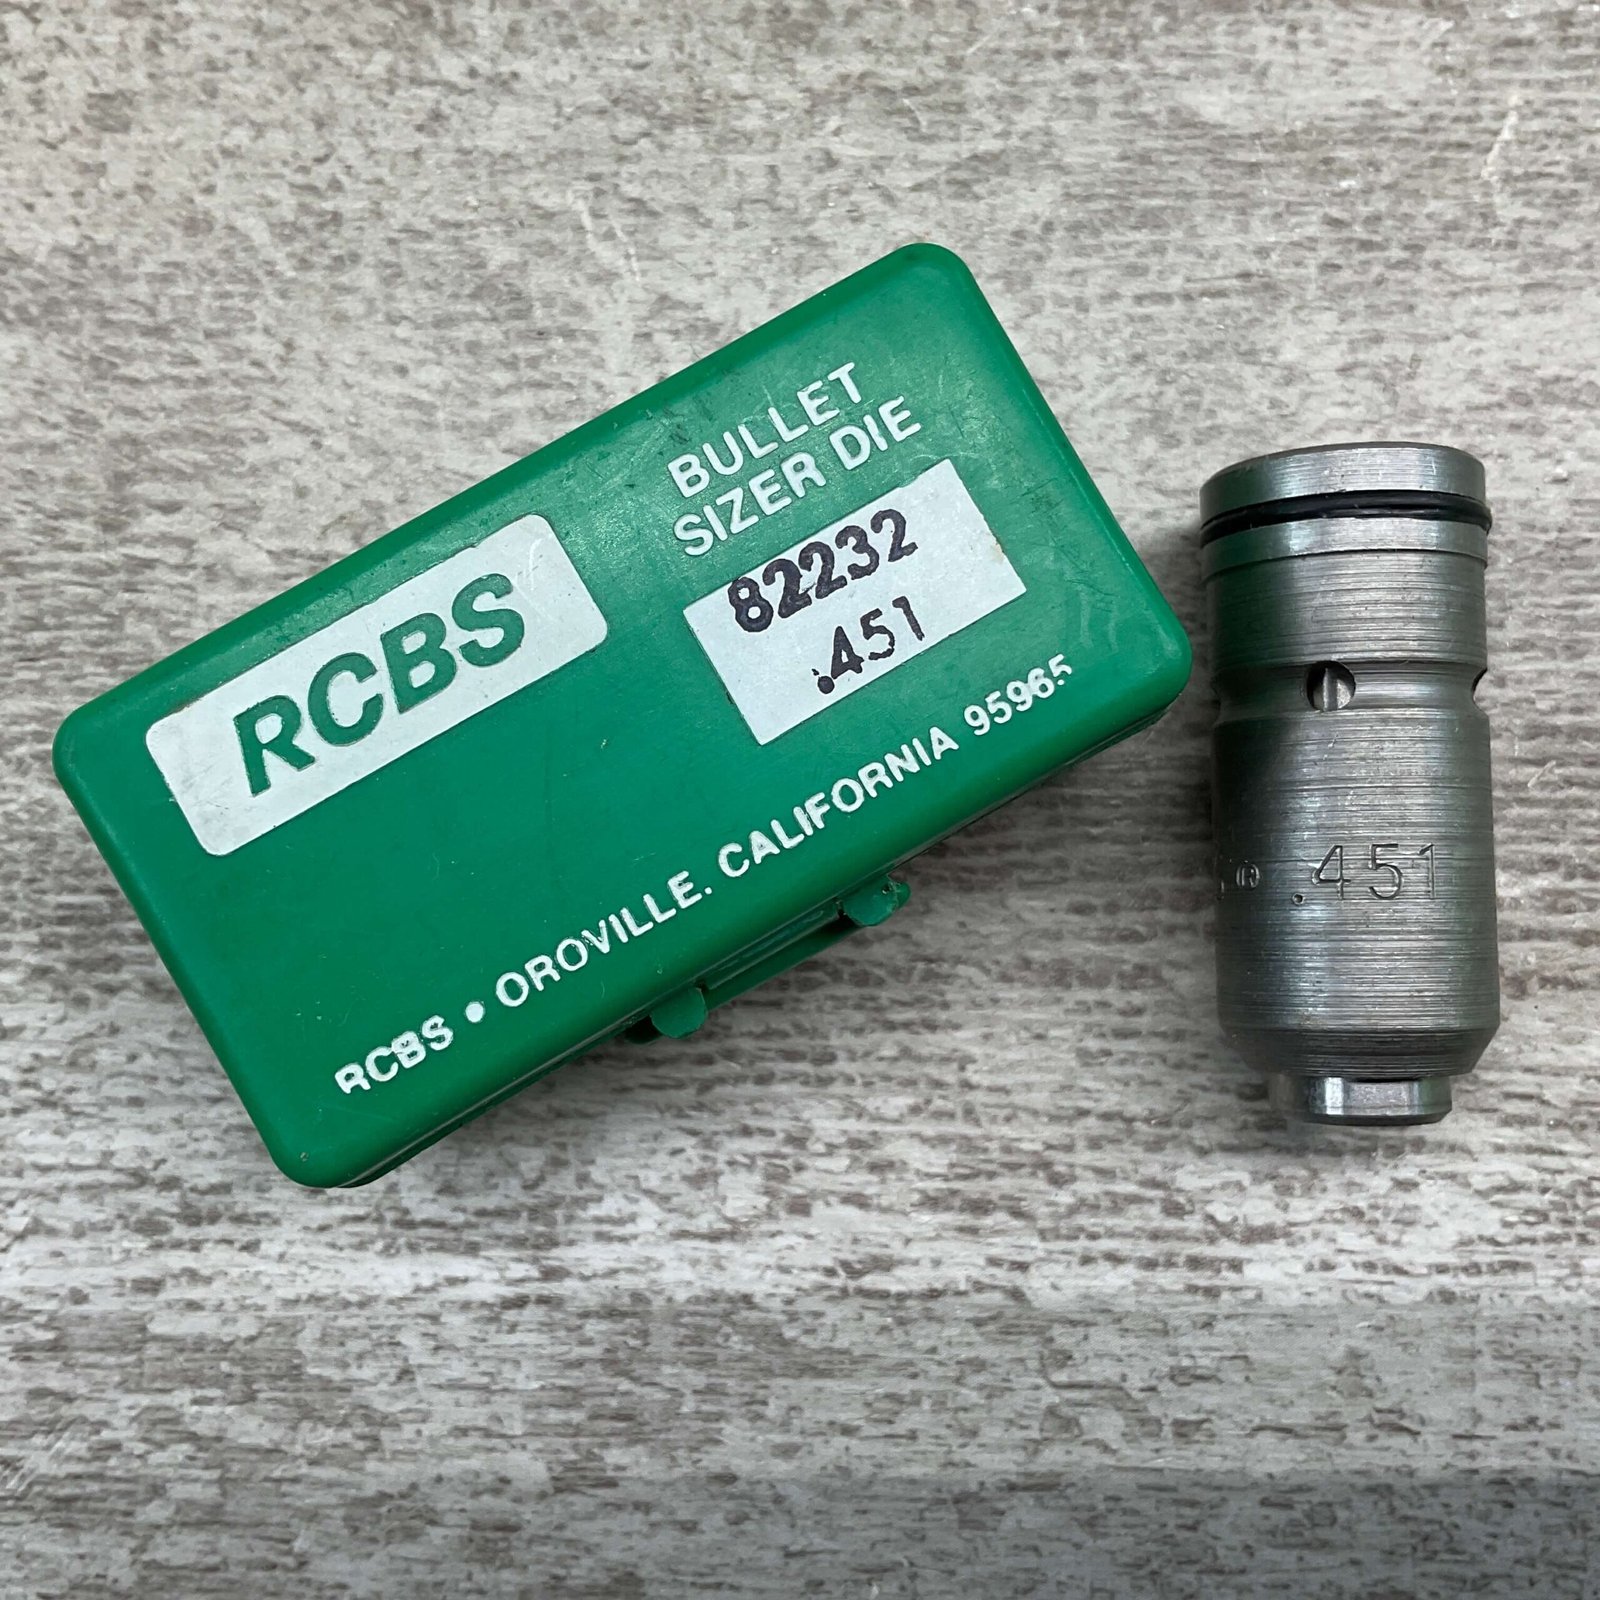 RCBS
BULLET
SIZER DIE
82232
.451
RCBS • OROVILLE. CALIFORNIA 95965
® .451